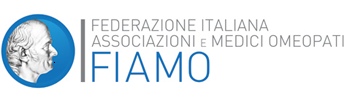 FEDERAZIONE ITALIANA
ASSOCIAZIONI e MEDICI OMEOPATI
FIAMO